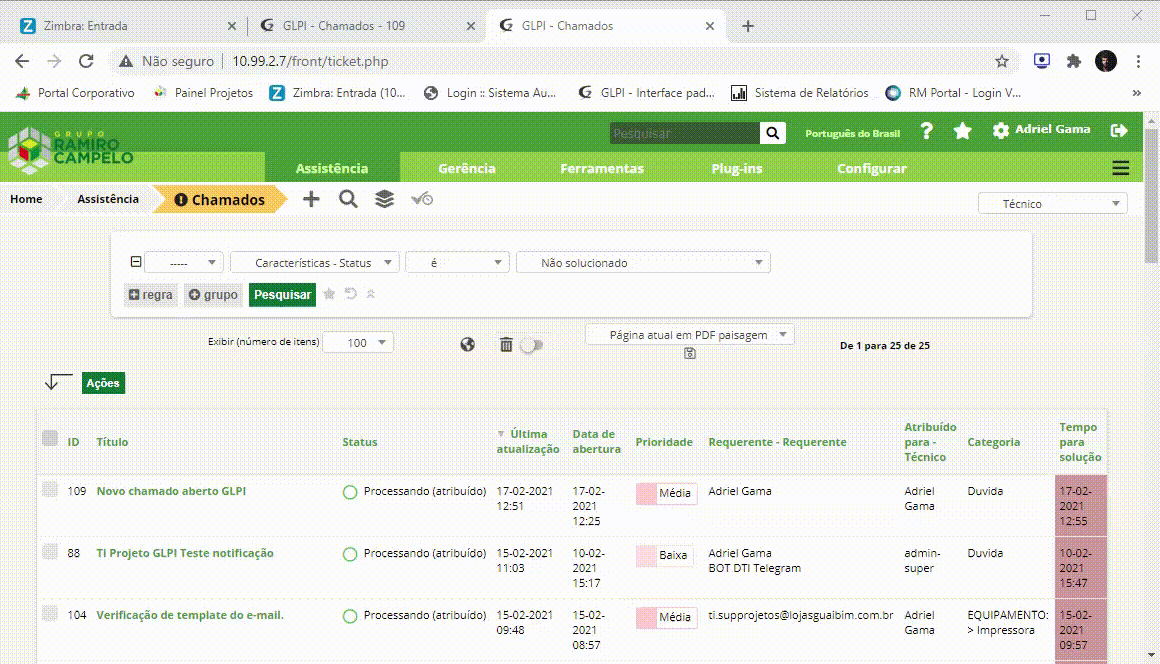 Zimbra: Entrada
GLPI - Chamados - 109
GLPI - Chamados
Não seguro
10.99.2.7/front/ticket.php
Portal Corporativo
Painel Projetos
Zimbra: Entrada (10...
Login :: Sistema Au...
GLPI - Interface pad...
Sistema de Relatórios
RM Portal - Login V...
»
GRUPO
RAMIRO
CAMPELO
Pesquisar
Português do Brasil
?
Adriel Gama
Assistência
Gerência
Ferramentas
Plug-ins
Configurar
Home
Assistência
Chamados
Técnico
-----
Características - Status
é
Não solucionado
regra
grupo
Pesquisar
Exibir (número de itens)
100
Página atual em PDF paisagem
De 1 para 25 de 25
Ações
ID
Título
Status
Última
atualização
Data de
abertura
Prioridade
Requerente - Requerente
Atribuído
para -
Técnico
Categoria
Tempo
para
solução
109
Novo chamado aberto GLPI
Processando (atribuído)
17-02-2021
12:51
17-02-
2021
12:25
Média
Adriel Gama
Adriel
Gama
Duvida
17-02-
2021
12:55
88
TI Projeto GLPI Teste notificação
Processando (atribuído)
15-02-2021
11:03
10-02-
2021
15:17
Baixa
Adriel Gama
BOT DTI Telegram
admin-
super
Duvida
10-02-
2021
15:47
104
Verificação de template do e-mail.
Processando (atribuído)
15-02-2021
09:48
15-02-
2021
08:57
Média
ti.supprojetos@lojasguaibim.com.br
Adriel
Gama
EQUIPAMENTO:
> Impressora
15-02-
2021
09:57